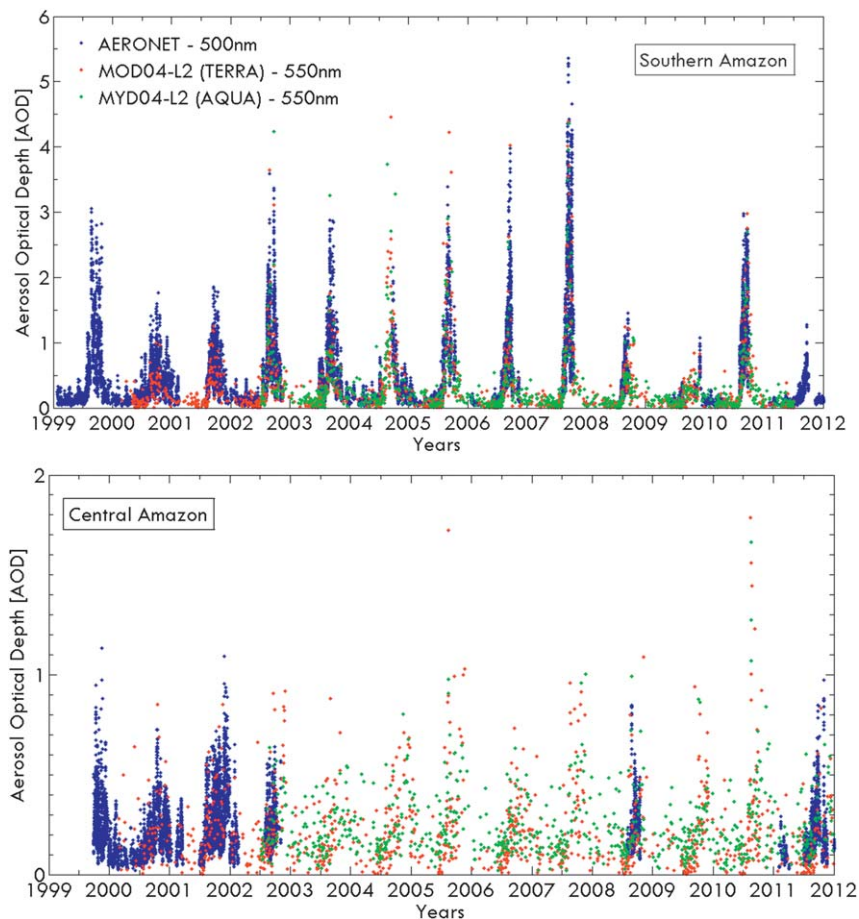 6
5
4
3
2
1
0
Aerosol Optical Depth [AOD]
AERONET - 500nm
MOD04-L2 (TERRA) - 550nm
MYD04-L2 (AQUA) - 550nm
Southern Amazon
1999 2000 2001 2002 2003 2004 2005 2006 2007 2008 2009 2010 2011 2012
Years
2
1
0
Aerosol Optical Depth [AOD]
Central Amazon
1999 2000 2001 2002 2003 2004 2005 2006 2007 2008 2009 2010 2011 2012
Years